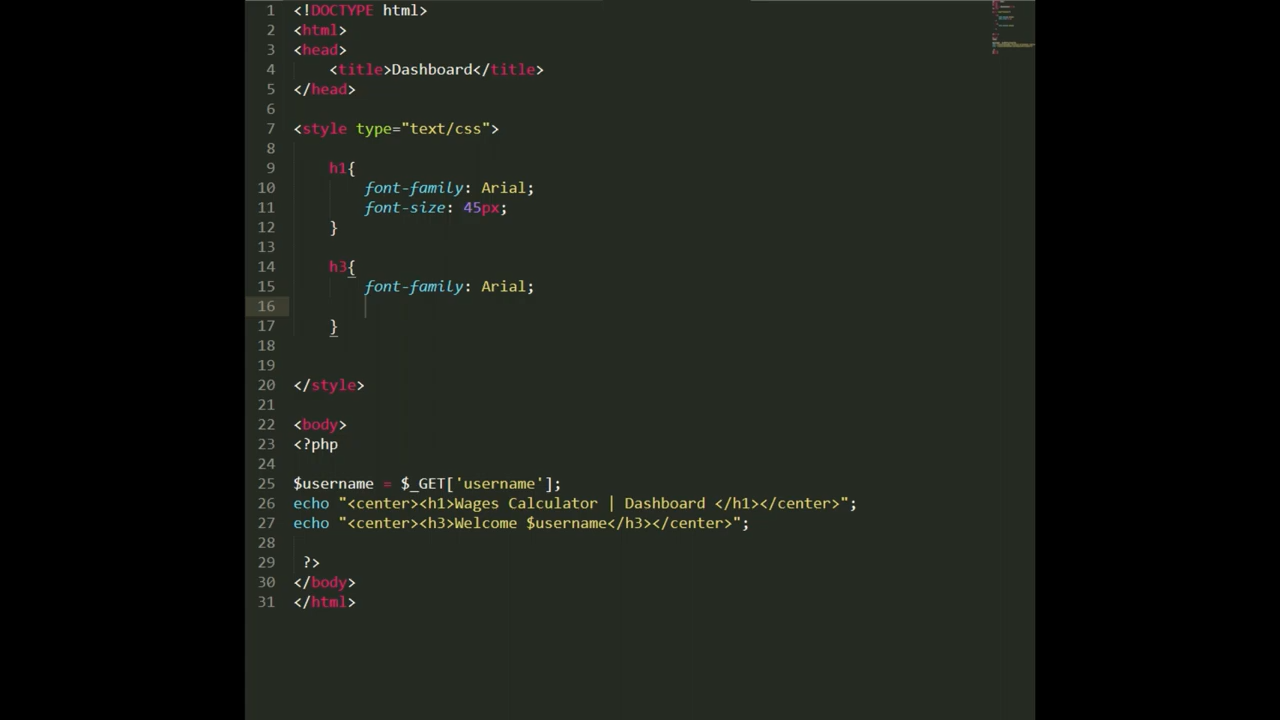 1 <!DOCTYPE html>
2 <html>
3 <head>
4     <title>Dashboard</title>
5 </head>
6
7 <style type="text/css">
8
9     h1{
10         font-family: Arial;
11         font-size: 45px;
12     }
13
14     h3{
15         font-family: Arial;
16
17     }
18
19
20 </style>
21
22 <body>
23 <?php
24
25 $username = $_GET['username'];
26 echo "<center><h1>Wages Calculator | Dashboard </h1></center>";
27 echo "<center><h3>Welcome $username</h3></center>";
28
29  ?>
30 </body>
31 </html>